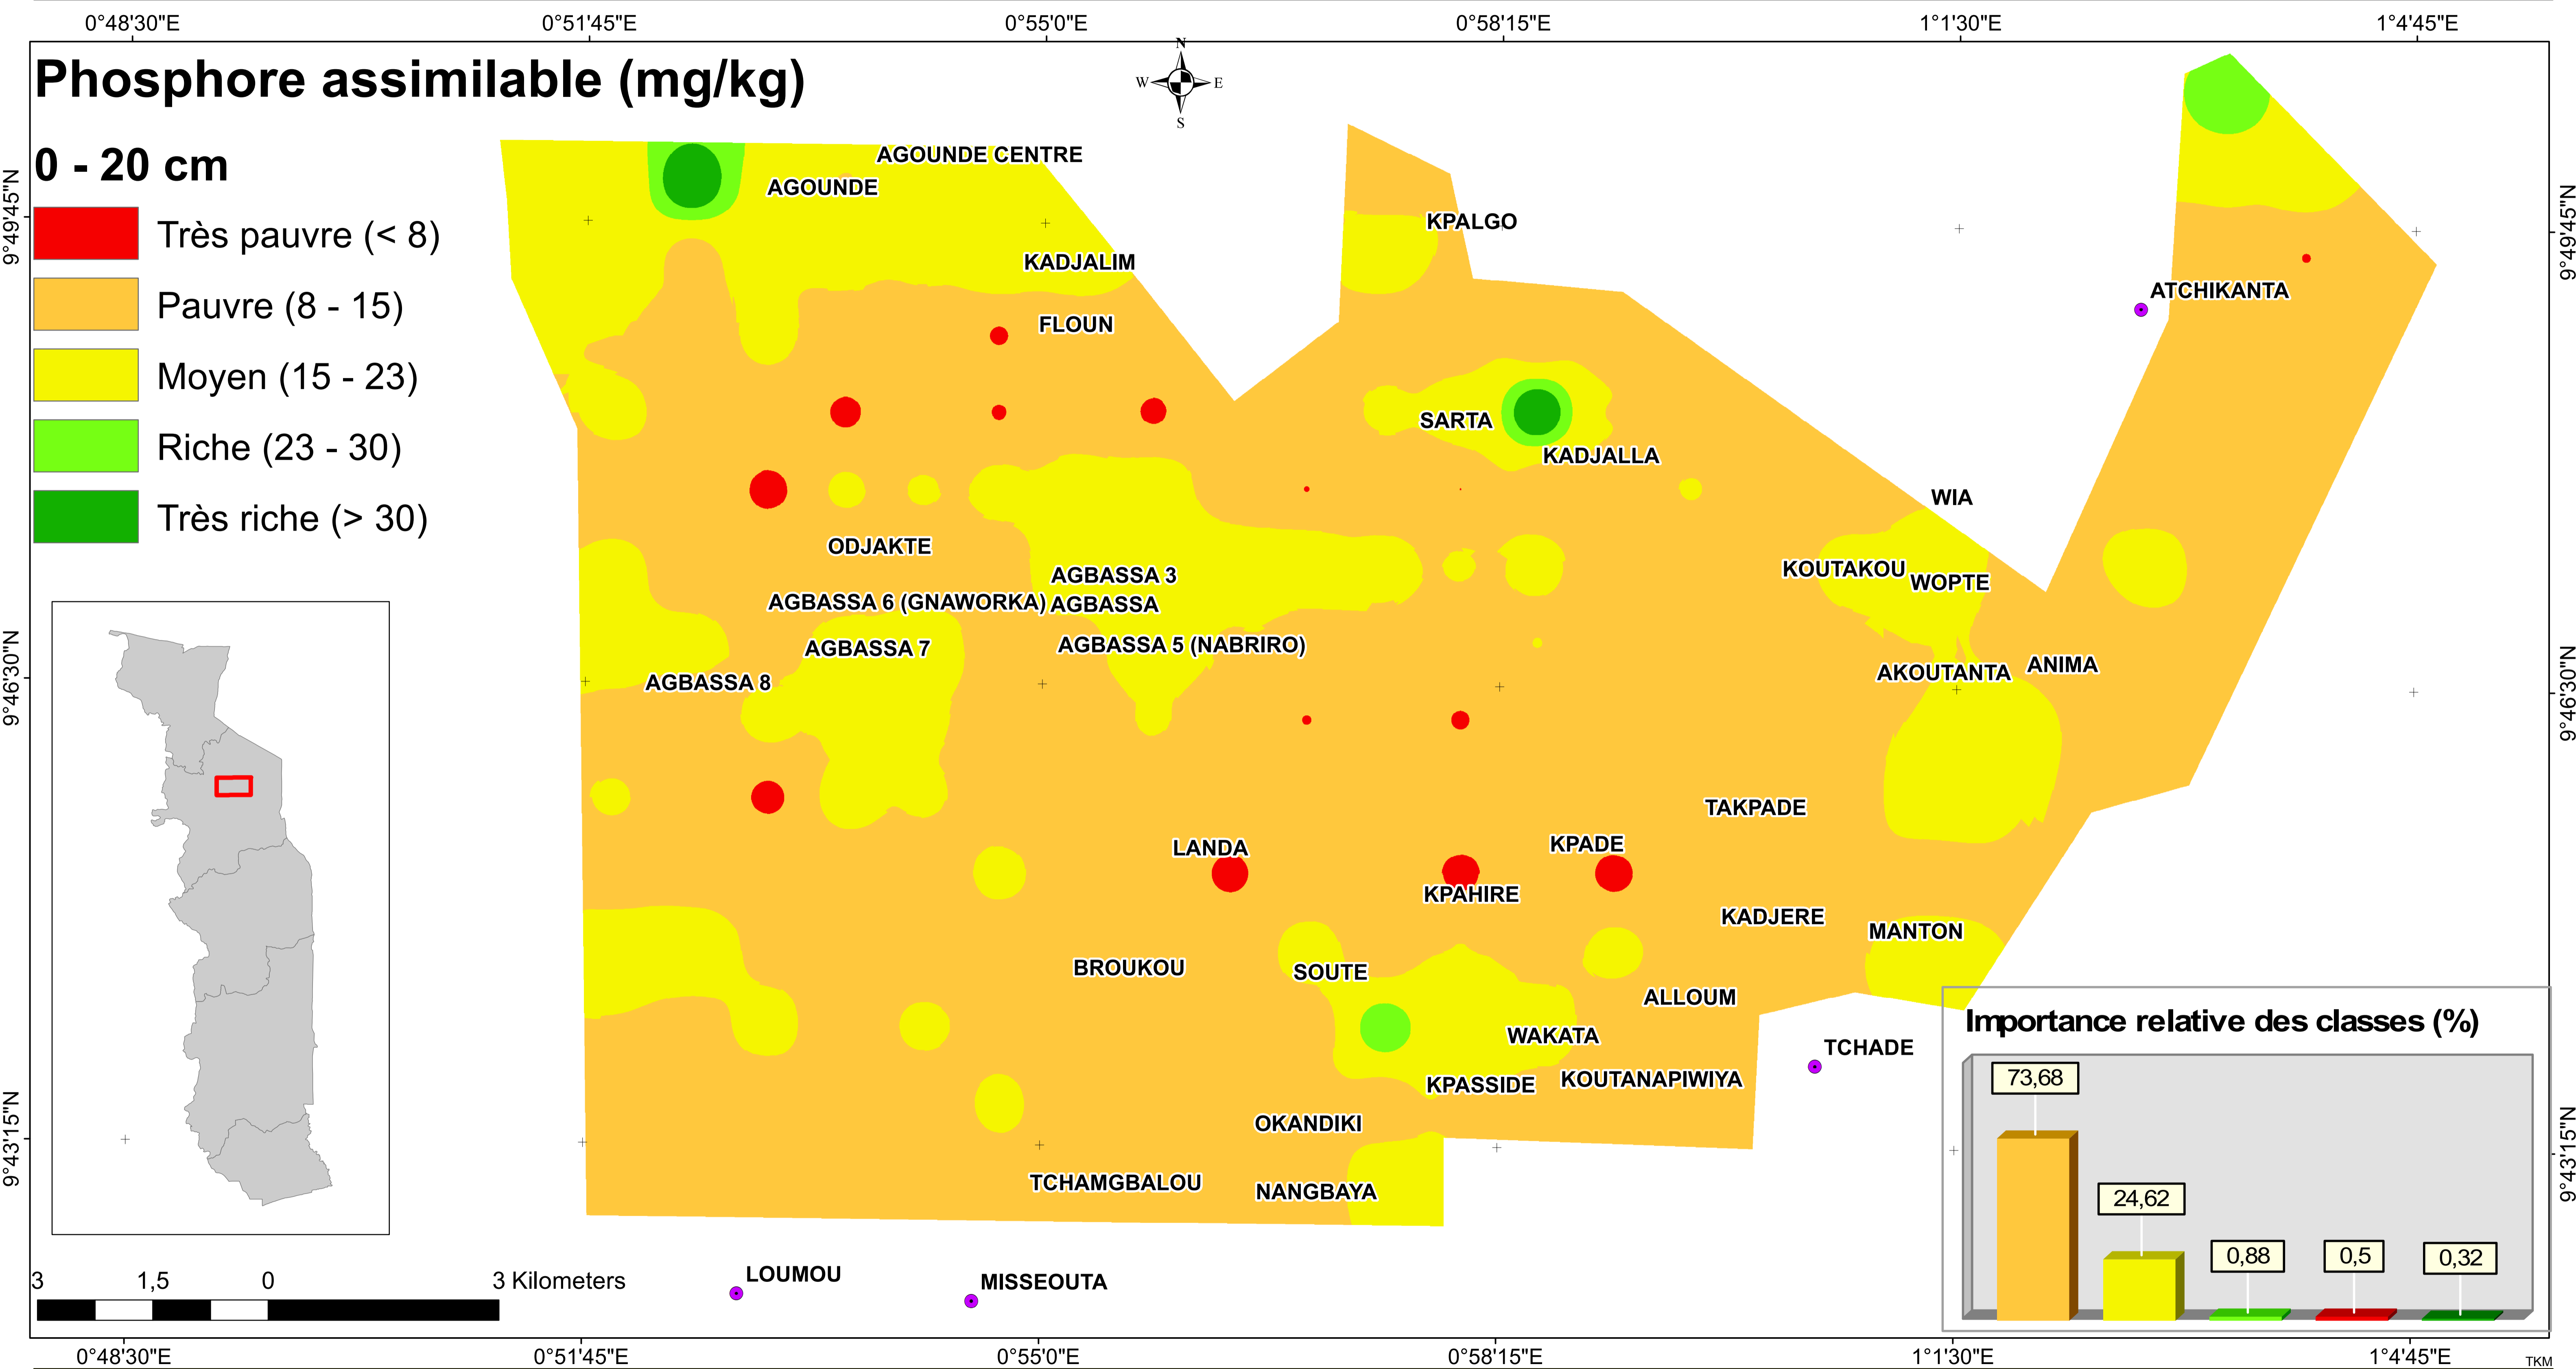 0°48'30"E
0°51'45"E
0°55'0"E
0°58'15"E
1°1'30"E
1°4'45"E
Phosphore assimilable (mg/kg)
N
W
E
S
0 - 20 cm
Très pauvre (< 8)
Pauvre (8 - 15)
Moyen (15 - 23)
Riche (23 - 30)
Très riche (> 30)
9°49'45"N
9°46'30"N
9°43'15"N
AGOUNDE CENTRE
AGOUNDE
KPALGO
KADJALIM
ATCHIKANTA
FLOUN
SARTA
KADJALLA
WIA
ODJAKTE
AGBASSA 3
KOUTAKOU
WOPTE
AGBASSA 6 (GNAWORKA)
AGBASSA
AGBASSA 7
AGBASSA 5 (NABRIRO)
AGBASSA 8
AKOUTANTA
ANIMA
TAKPADE
LANDA
KPADE
KPAHIRE
KADJERE
MANTON
BROUKOU
SOUTE
ALLOUM
WAKATA
TCHADE
KPASSIDE
KOUTANAPIWIYA
OKANDIKI
TCHAMGBALOU
NANGBAYA
LOUMOU
MISSEOUTA
9°49'45"N
9°46'30"N
9°43'15"N
Importance relative des classes (%)
73,68
24,62
0,88
0,5
0,32
3
1,5
0
3 Kilometers
0°48'30"E
0°51'45"E
0°55'0"E
0°58'15"E
1°1'30"E
1°4'45"E
TKM